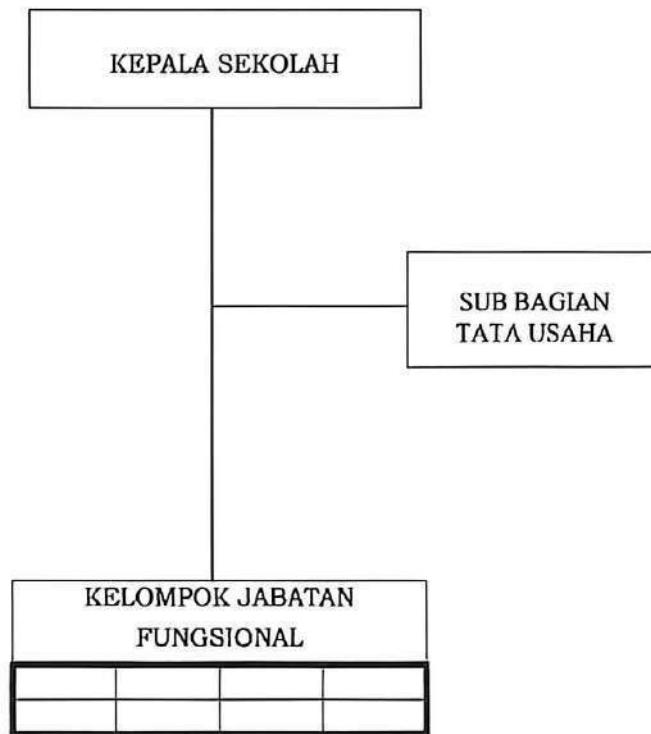 KEPALA SEKOLAH
SUB BAGIAN
TATA USAHA
KELOMPOK JABATAN
FUNGSIONAL